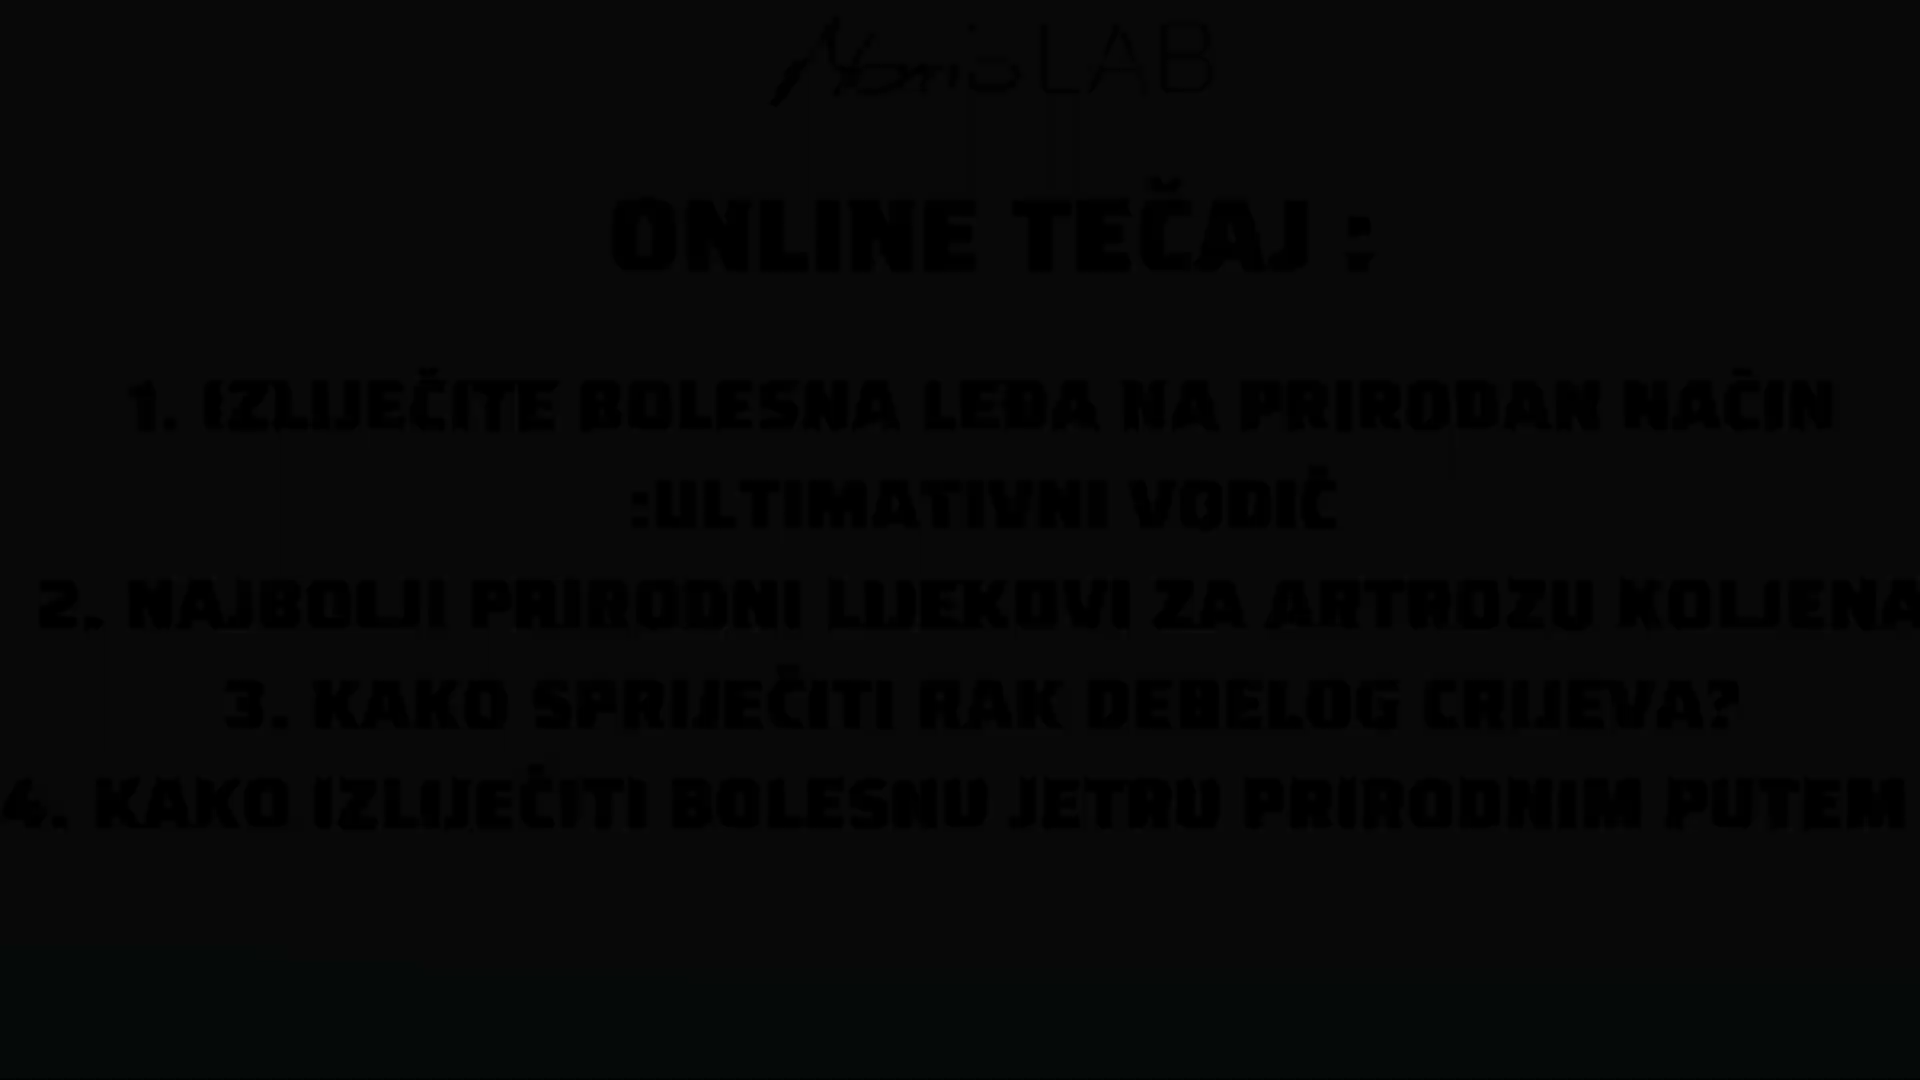 LAB
ONLINE TEČAJ :
1. IZLIJEČITE BOLESNA LEĐA NA PRIRODAN NAČIN
:ULTIMATIVNI VODIČ
2. NAJBOLJI PRIRODNI LIJEKOVI ZA ARTROZU KOLJENA
3. KAKO SPRIJEČITI RAK DEBELOG CRIJEVA?
4. KAKO IZLIJEČITI BOLESNU JETRU PRIRODNIM PUTEM